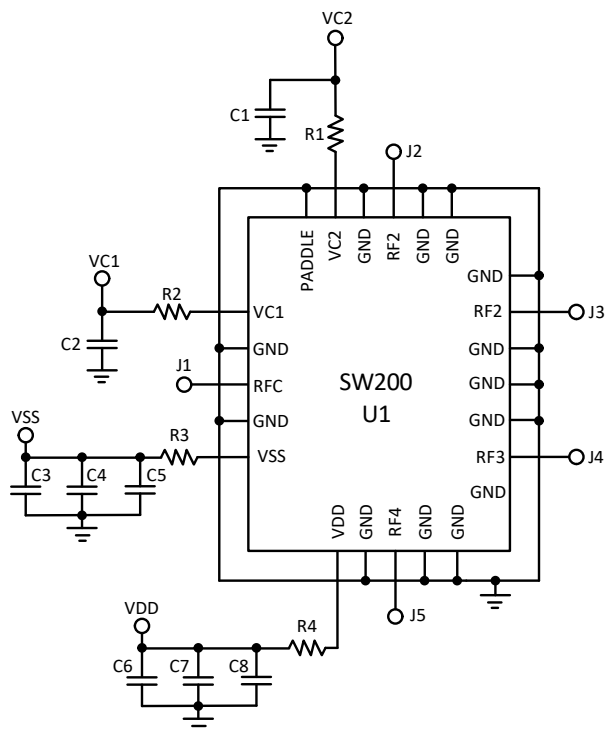 VC2
C1
R1
J2
PADDLE
VC2
GND
RF2
GND
GND
VC1
R2
C2
VC1
GND
J1
RFC
GND
VSS
R3
VSS
C3
C4
C5
SW200
U1
GND
RF2
J3
GND
GND
GND
RF3
J4
GND
VDD
GND
RF4
GND
GND
J5
VDD
R4
C6
C7
C8